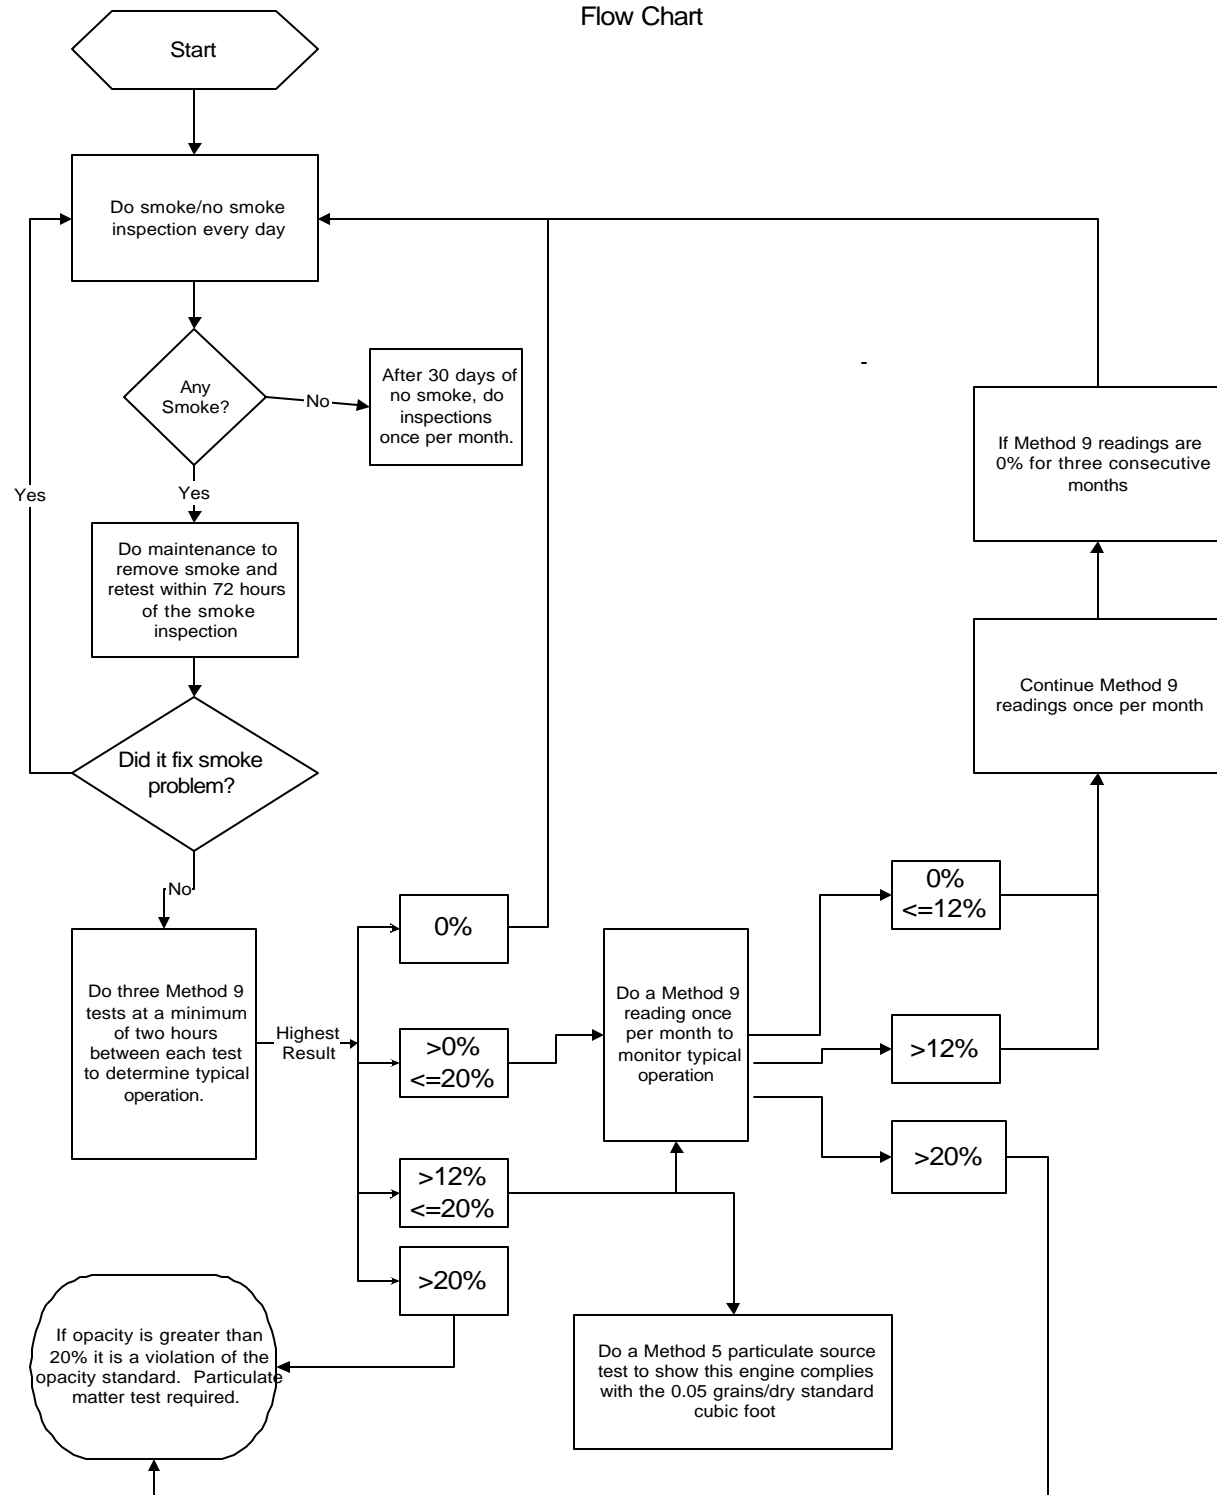 Flow Chart
Start
Do smoke/no smoke
inspection every day
Any
Smoke?
No
After 30 days of
no smoke, do
inspections
once per month.
Yes
Yes
Do maintenance to
remove smoke and
retest within 72 hours
of the smoke
inspection
Did it fix smoke
problem?
No
Do three Method 9
tests at a minimum
of two hours
between each test
to determine typical
operation.
Highest
Result
0%
>0%
<=20%
>12%
<=20%
>20%
If opacity is greater than
20% it is a violation of the
opacity standard. Particulate
matter test required.
Do a Method 9
reading once
per month to
monitor typical
operation
Do a Method 5 particulate source
test to show this engine complies
with the 0.05 grains/dry standard
cubic foot
0%
<=12%
>12%
>20%
Continue Method 9
readings once per month
If Method 9 readings are
0% for three consecutive
months
-